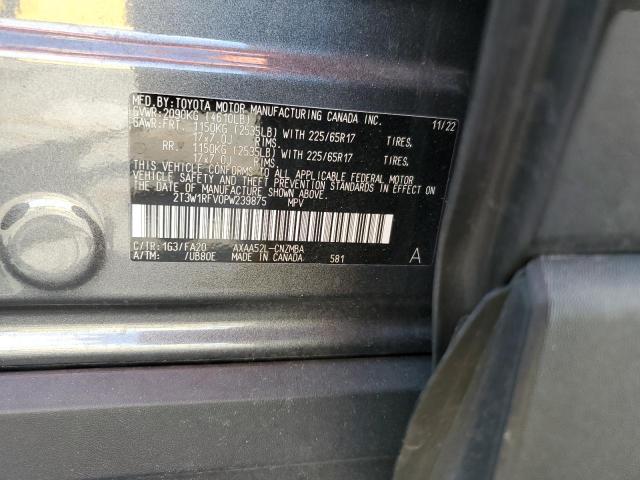 MFD.BY:TOYOTA MOTOR MANUFACTURING CANADA INC.
GVWR:2090KG (4610LB) 11/22
GAWR:FRT. 1150KG (2535LB) WITH 225/65R17 TIRES,
17x7.0J RIMS,
RR. 1150KG (2535LB) WITH 225/65R17 TIRES,
17x7.0J RIMS,
THIS VEHICLE CONFORMS TO ALL APPLICABLE FEDERAL MOTOR
VEHICLE SAFETY AND THEFT PREVENTION STANDARDS
IN EFFECT ON THE DATE OF MANUFACTURE SHOWN ABOVE.
2T3W1RFV0PW239875 MPV
C/TR:1G3/FA20 AXAA52L-CNZMBA
A/TM: /UB80E MADE IN CANADA 581 A